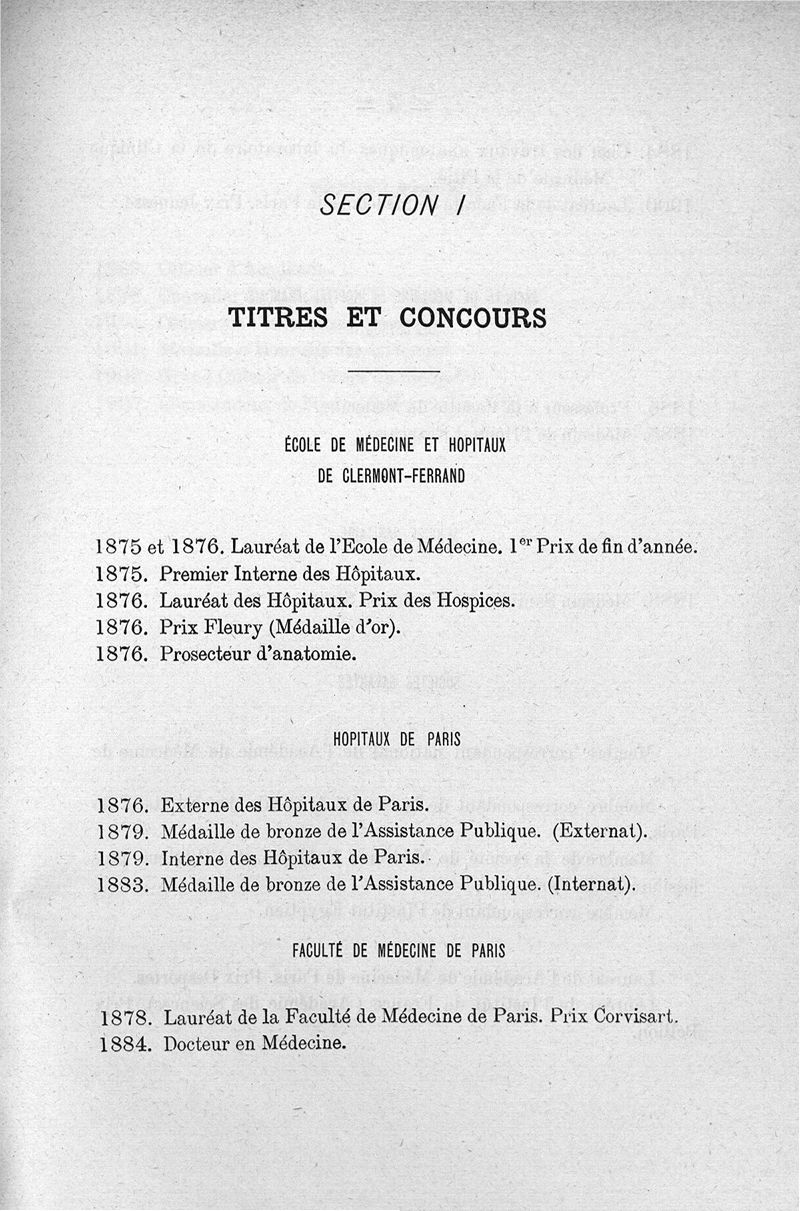 SECTION I
TITRES ET CONCOURS
ÉCOLE DE MÉDECINE ET HOPITAUX
DE CLERMONT-FERRAND
1875 et 1876. Lauréat de l'Ecole de Médecine. 1er Prix de fin d'année.
1875. Premier Interne des Hôpitaux.
1876. Lauréat des Hôpitaux. Prix des Hospices.
1876. Prix Fleury (Médaille d'or).
1876. Prosecteur d'anatomie.
HOPITAUX DE PARIS
1876. Externe des Hôpitaux de Paris.
1879. Médaille de bronze de l'Assistance Publique. (Externat).
1879. Interne des Hôpitaux de Paris.
1883. Médaille de bronze de l'Assistance Publique. (Internat).
FACULTÉ DE MÉDECINE DE PARIS
1878. Lauréat de la Faculté de Médecine de Paris. Prix Corvisart.
1884. Docteur en Médecine.